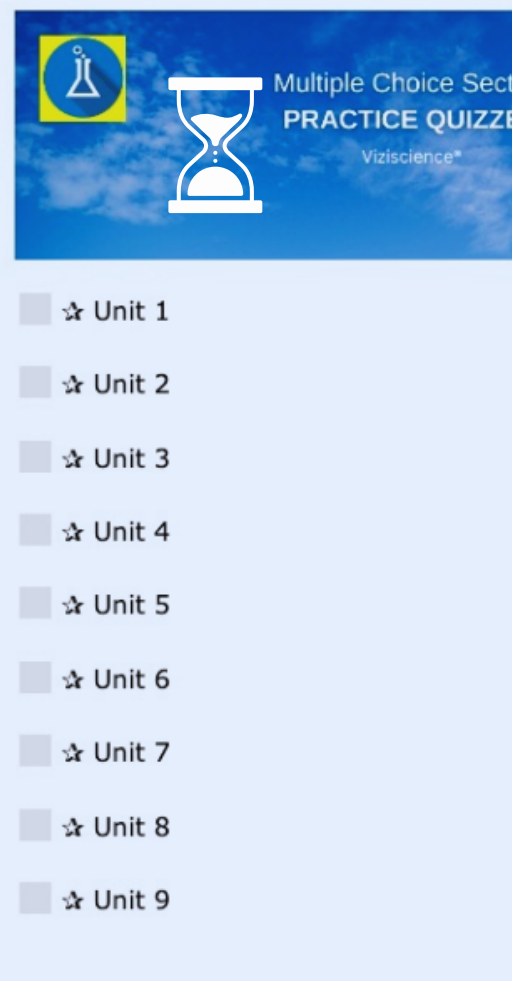 Multiple Choice Sect
PRACTICE QUIZZE
Viziscience*
☆ Unit 1
☆ Unit 2
☆ Unit 3
☆ Unit 4
☆ Unit 5
☆ Unit 6
☆ Unit 7
☆ Unit 8
☆ Unit 9